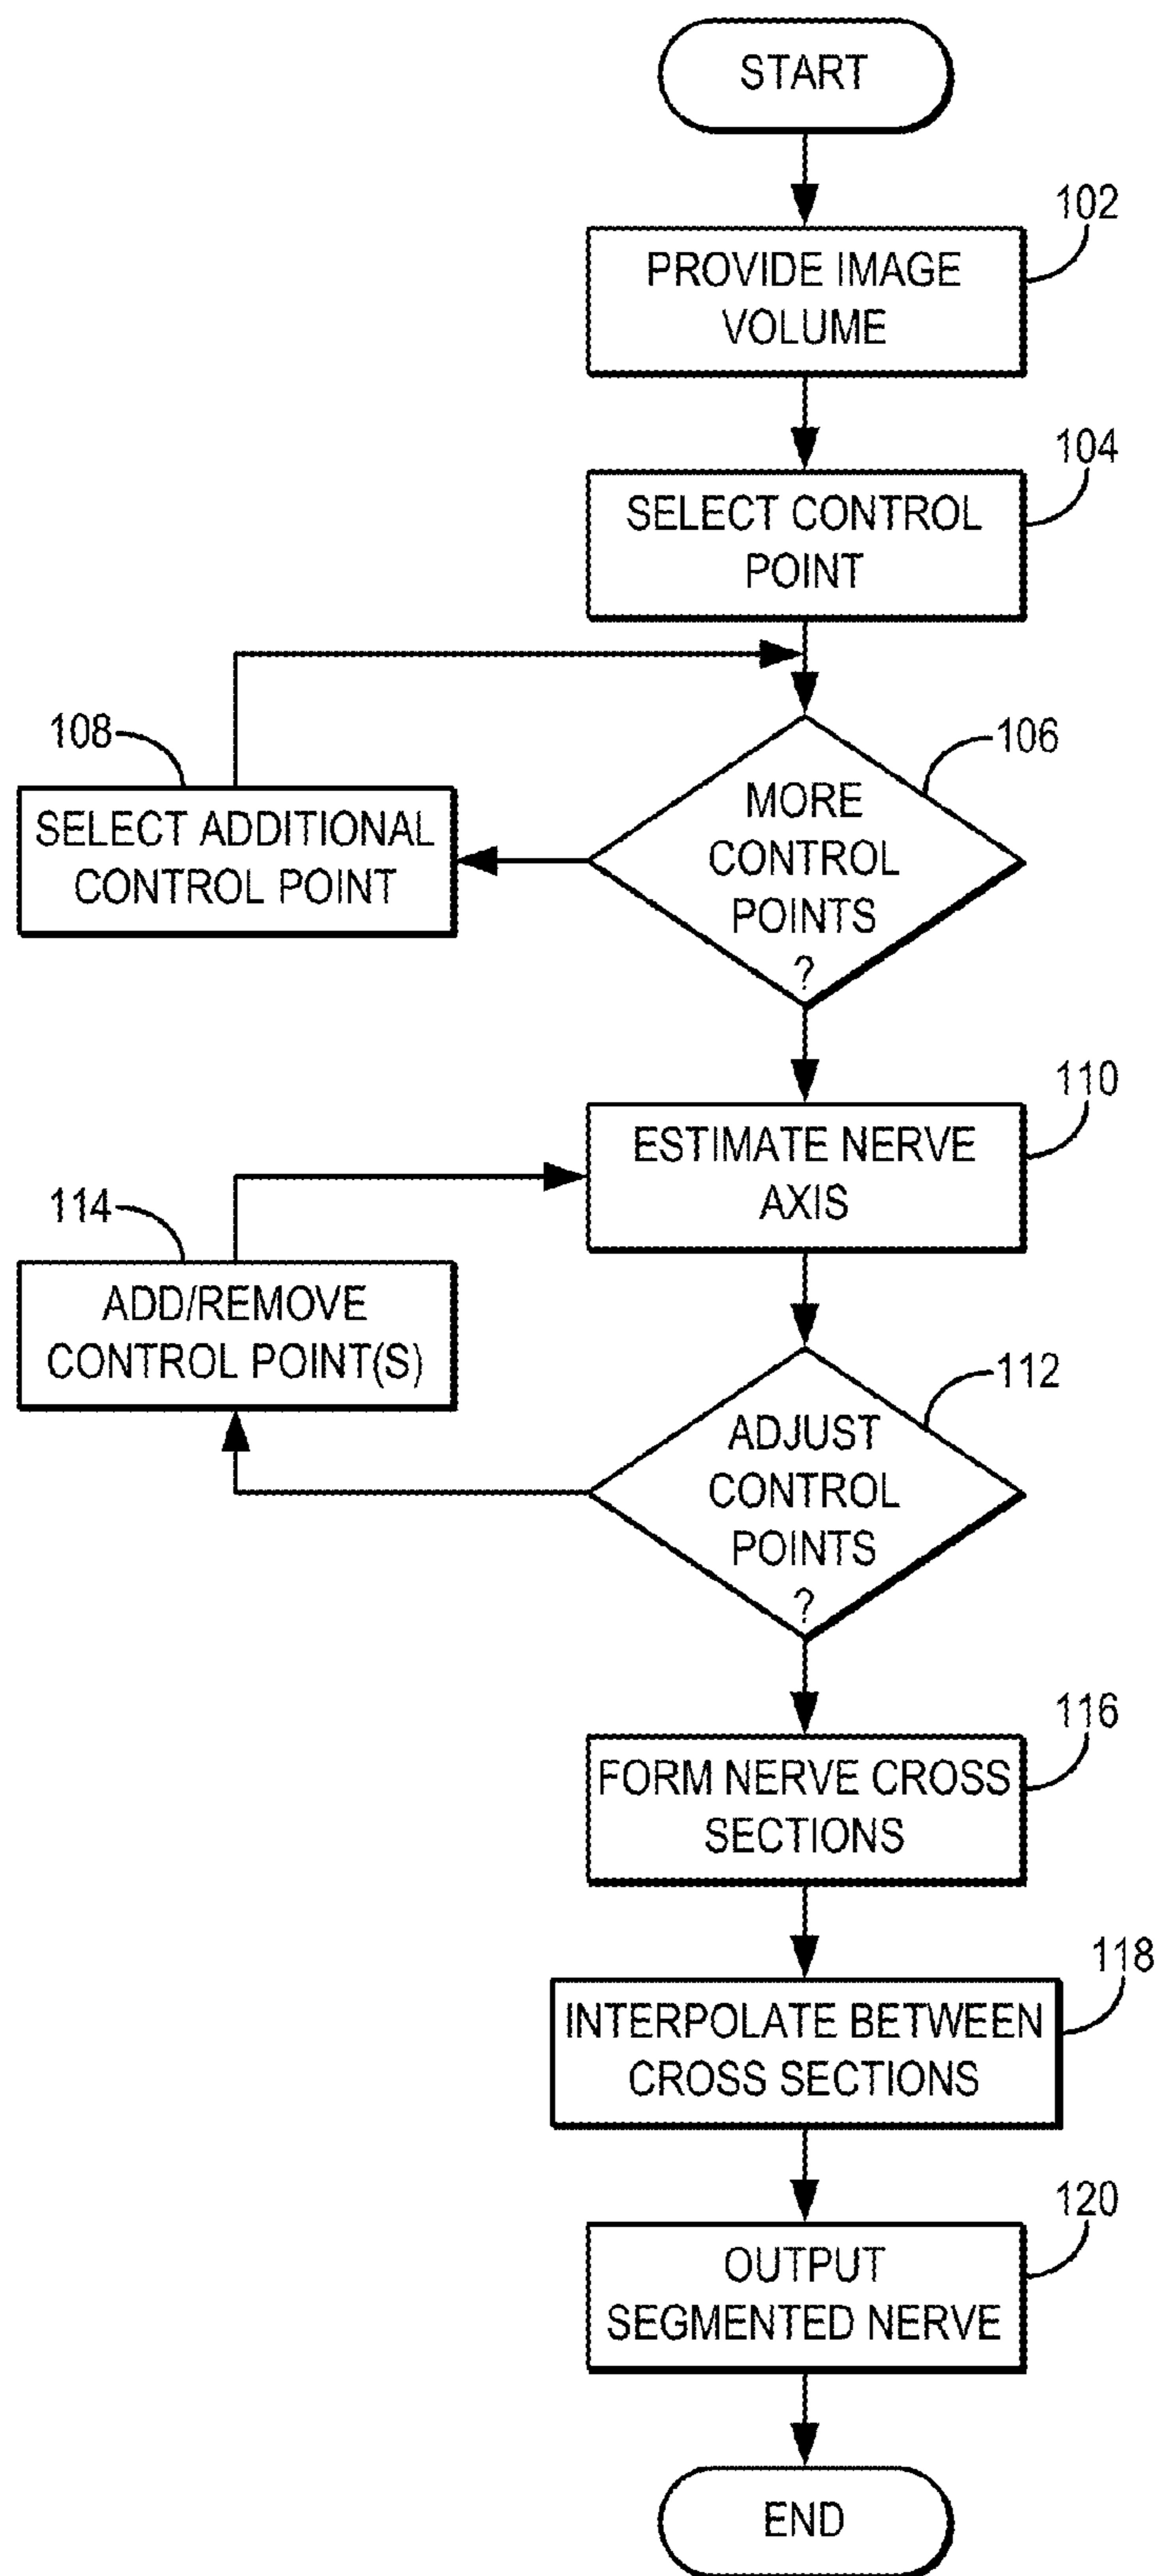 START
102
PROVIDE IMAGE
VOLUME
104
SELECT CONTROL
POINT
108
SELECT ADDITIONAL
CONTROL POINT
106
MORE
CONTROL
POINTS
?
110
ESTIMATE NERVE
AXIS
114
ADD/REMOVE
CONTROL POINT(S)
112
ADJUST
CONTROL
POINTS
?
116
FORM NERVE CROSS
SECTIONS
118
INTERPOLATE BETWEEN
CROSS SECTIONS
120
OUTPUT
SEGMENTED NERVE
END